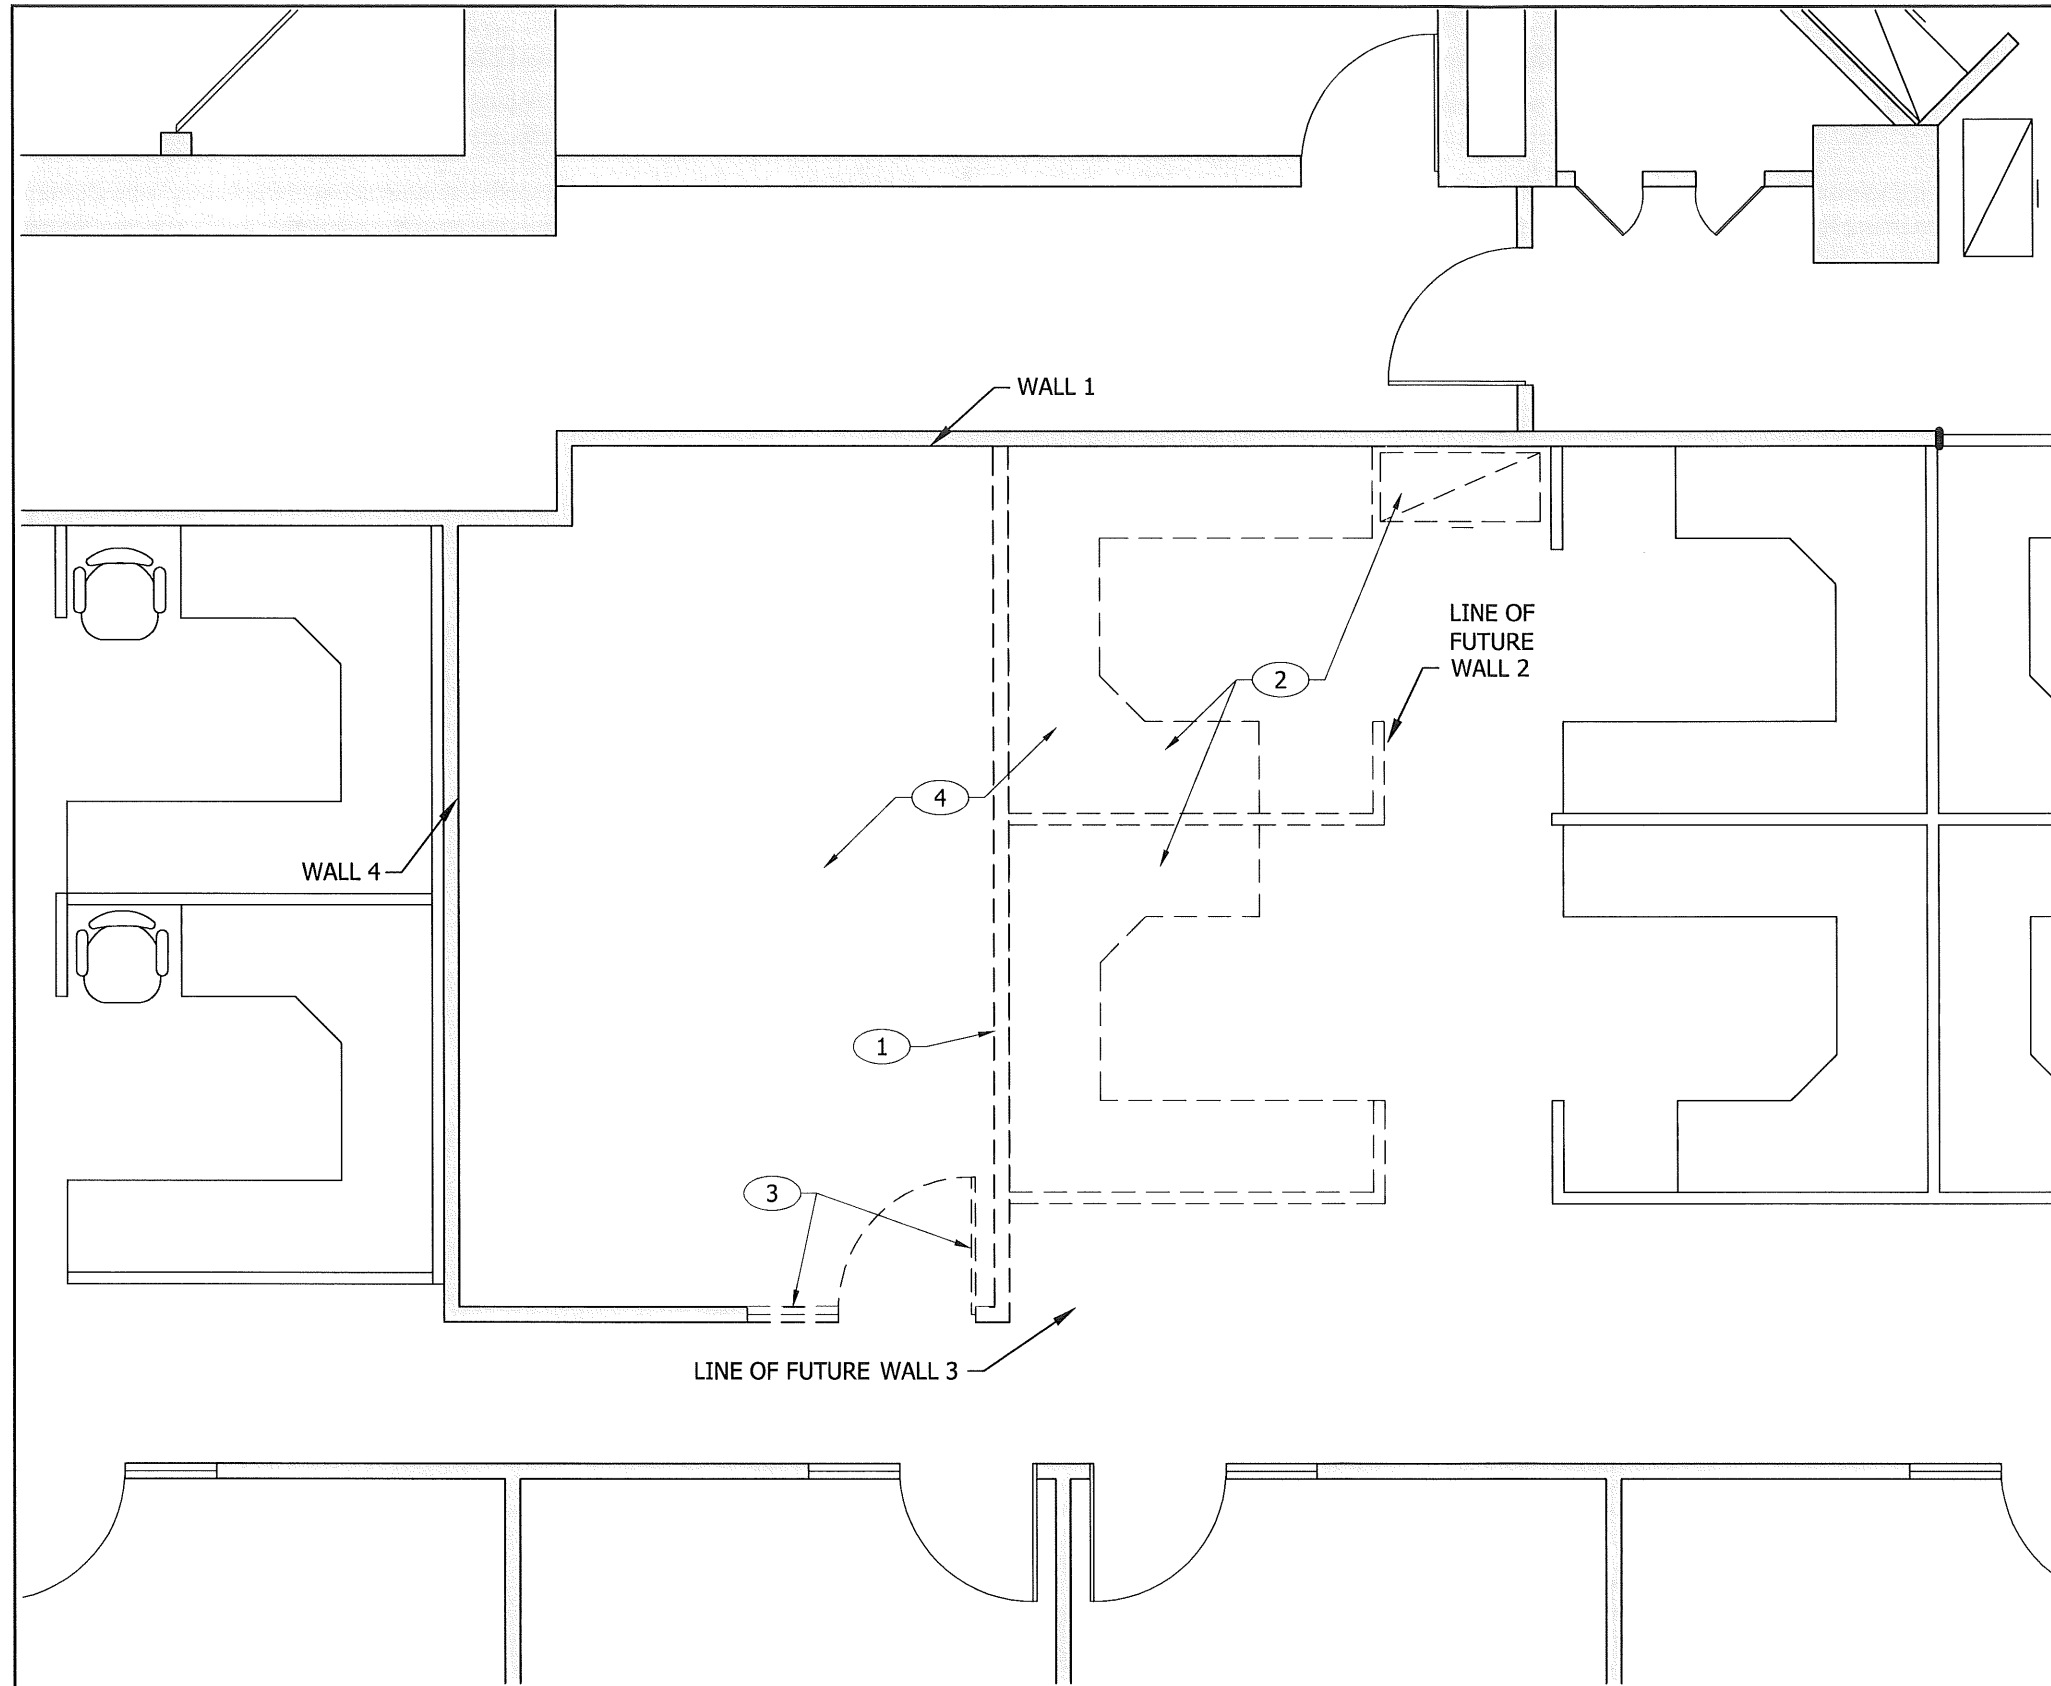 WALL 1
LINE OF
FUTURE
WALL 2
2
4
WALL 4
1
3
LINE OF FUTURE WALL 3